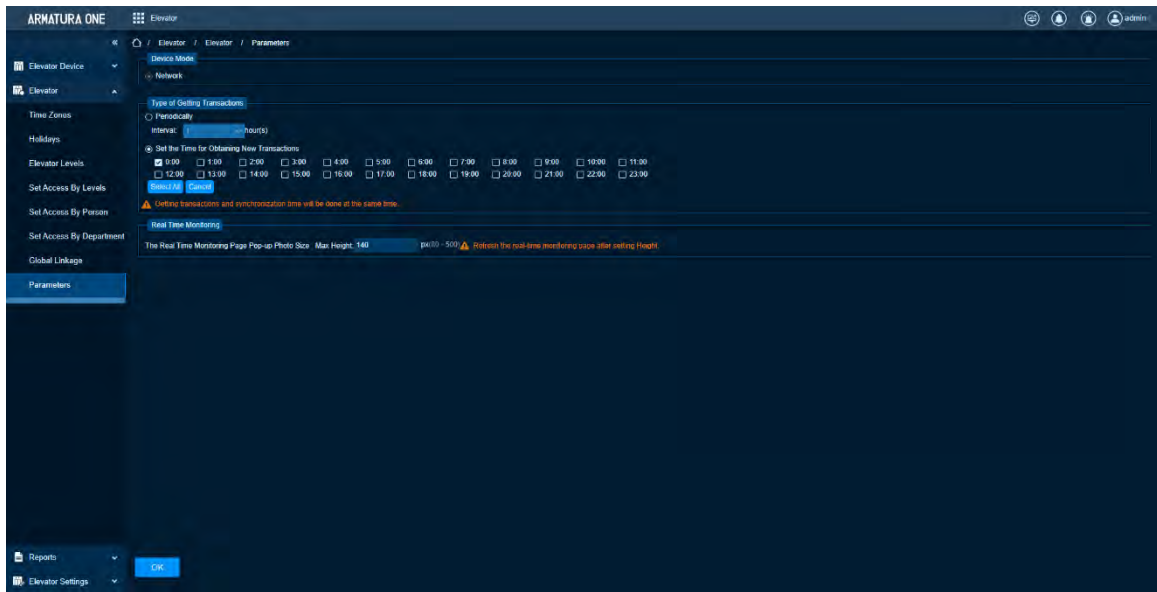 ARMATURA ONE
Elevator
admin
Elevator / Elevator / Parameters
Elevator Device
Elevator
Time Zones
Holidays
Elevator Levels
Set Access By Levels
Set Access By Person
Set Access By Department
Global Linkage
Parameters
Reports
Elevator Settings
Device Mode
Network
Type of Getting Transactions
Periodically
Interval: hour(s)
Set the Time for Obtaining New Transactions
0:00 1:00 2:00 3:00 4:00 5:00 6:00 7:00 8:00 9:00 10:00 11:00
12:00 13:00 14:00 15:00 16:00 17:00 18:00 19:00 20:00 21:00 22:00 23:00
Select All Cancel
Getting transactions and synchronization time will be done at the same time.
Real Time Monitoring
The Real Time Monitoring Page Pop-up Photo Size Max Height: 140 px( - 500) Refresh the real-time monitoring page after setting Height.
OK